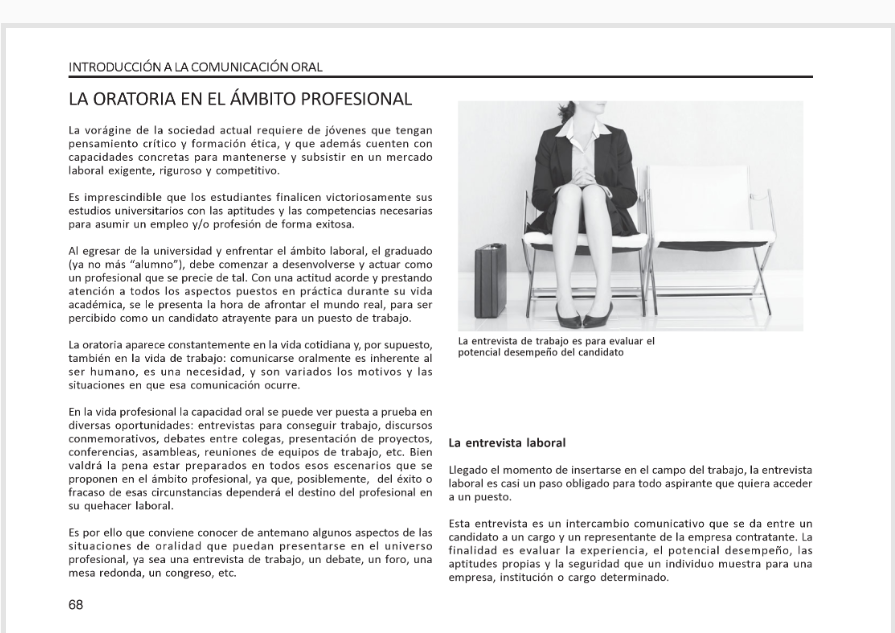 INTRODUCCIÓN A LA COMUNICACIÓN ORAL
LA ORATORIA EN EL ÁMBITO PROFESIONAL
La vorágine de la sociedad actual requiere de jóvenes que tengan
pensamiento crítico y formación ética, y que además cuenten con
capacidades concretas para mantenerse y subsistir en un mercado
laboral exigente, riguroso y competitivo.
Es imprescindible que los estudiantes finalicen victoriosamente sus
estudios universitarios con las aptitudes y las competencias necesarias
para asumir un empleo y/o profesión de forma exitosa.
Al egresar de la universidad y enfrentar el ámbito laboral, el graduado
(ya no más “alumno”), debe comenzar a desenvolverse y actuar como
un profesional que se precie de tal. Con una actitud acorde y prestando
atención a todos los aspectos puestos en práctica durante su vida
académica, se le presenta la hora de afrontar el mundo real, para ser
percibido como un candidato atrayente para un puesto de trabajo.
La oratoria aparece constantemente en la vida cotidiana y, por supuesto,
también en la vida de trabajo: comunicarse oralmente es inherente al
ser humano, es una necesidad, y son variados los motivos y las
situaciones en que esa comunicación ocurre.
En la vida profesional la capacidad oral se puede ver puesta a prueba en
diversas oportunidades: entrevistas para conseguir trabajo, discursos
conmemorativos, debates entre colegas, presentación de proyectos,
conferencias, asambleas, reuniones de equipos de trabajo, etc. Bien
valdrá la pena estar preparados en todos esos escenarios que se
proponen en el ámbito profesional, ya que, posiblemente, del éxito o
fracaso de esas circunstancias dependerá el destino del profesional en
su quehacer laboral.
Es por ello que conviene conocer de antemano algunos aspectos de las
situaciones de oralidad que puedan presentarse en el universo
profesional, ya sea una entrevista de trabajo, un debate, un foro, una
mesa redonda, un congreso, etc.
La entrevista de trabajo es para evaluar el
potencial desempeño del candidato
La entrevista laboral
Llegado el momento de insertarse en el campo del trabajo, la entrevista
laboral es casi un paso obligado para todo aspirante que quiera acceder
a un puesto.
Esta entrevista es un intercambio comunicativo que se da entre un
candidato a un cargo y un representante de la empresa contratante. La
finalidad es evaluar la experiencia, el potencial desempeño, las
aptitudes propias y la seguridad que un individuo muestra para una
empresa, institución o cargo determinado.
68